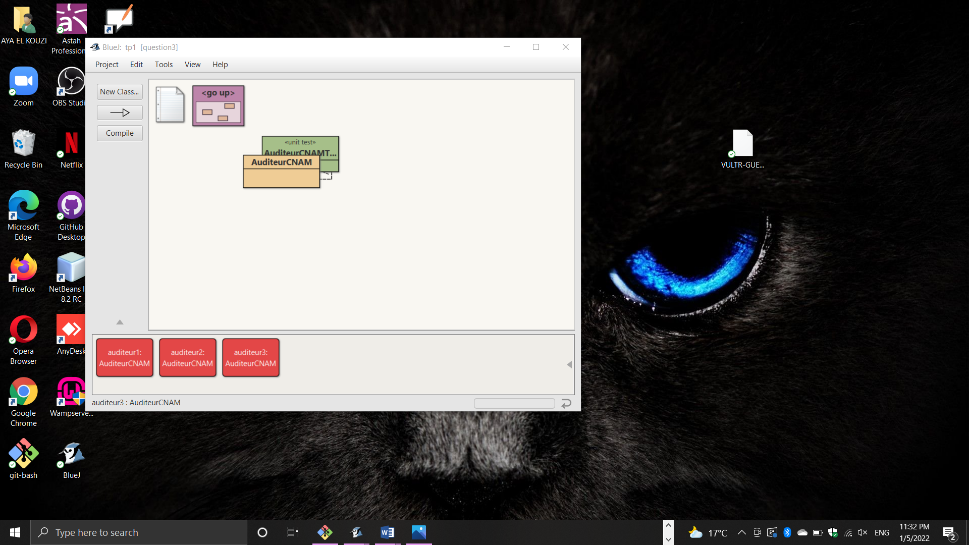 AYA EL KOUZI
Astah
Profession...
Zoom
OBS Studi
Recycle Bin
Netflix
Microsoft
Edge
GitHub
Desktop
Firefox
NetBeans I
8.2 RC
Opera
Browser
AnyDes
Google
Chrome
Wampserve...
git-bash
BlueJ
BlueJ: tp1 [question3]
Project Edit Tools View Help
New Class...
Compile
<go up>
<unit test>
AuditeurCNAMT...
AuditeurCNAM
auditeur1:
AuditeurCNAM
auditeur2:
AuditeurCNAM
auditeur3:
AuditeurCNAM
auditeur3 : AuditeurCNAM
VULTR-GUE...
Type here to search
17°C
ENG
11:32 PM
1/5/2022
2